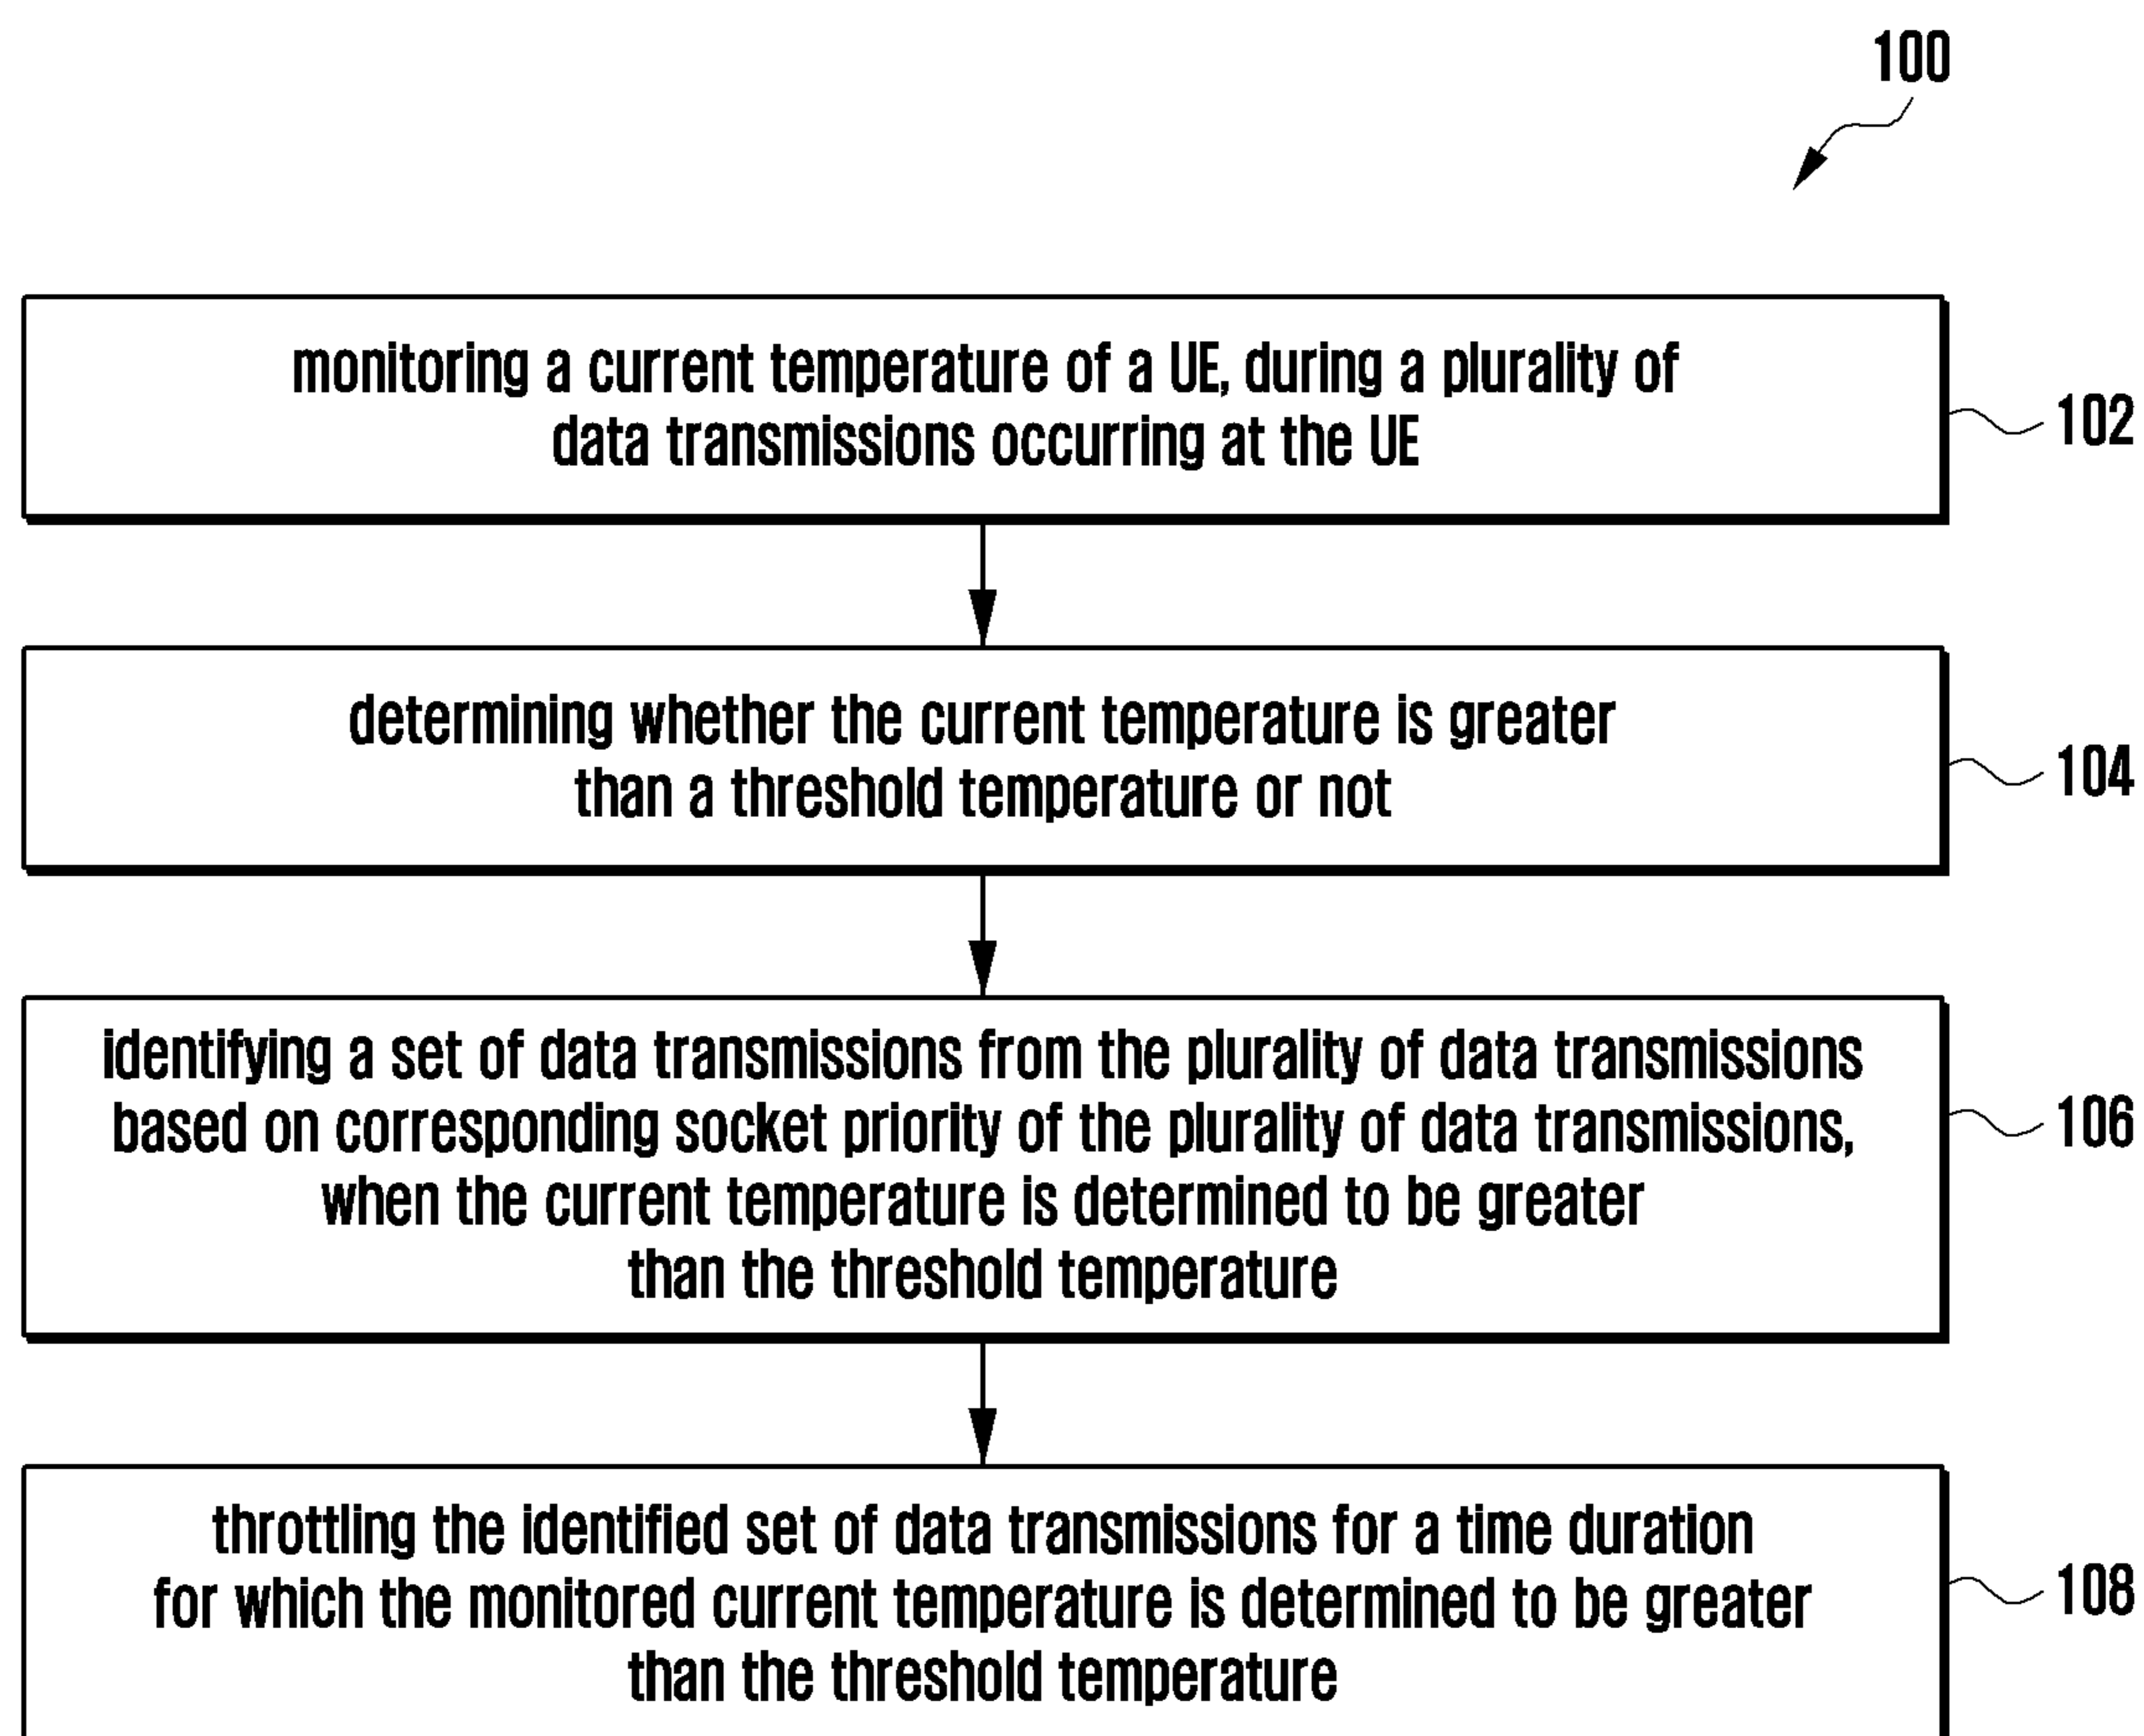 100
monitoring a current temperature of a UE, during a plurality of
data transmissions occurring at the UE
102
determining whether the current temperature is greater
than a threshold temperature or not
104
identifying a set of data transmissions from the plurality of data transmissions
based on corresponding socket priority of the plurality of data transmissions,
when the current temperature is determined to be greater
than the threshold temperature
106
throttling the identified set of data transmissions for a time duration
for which the monitored current temperature is determined to be greater
than the threshold temperature
108